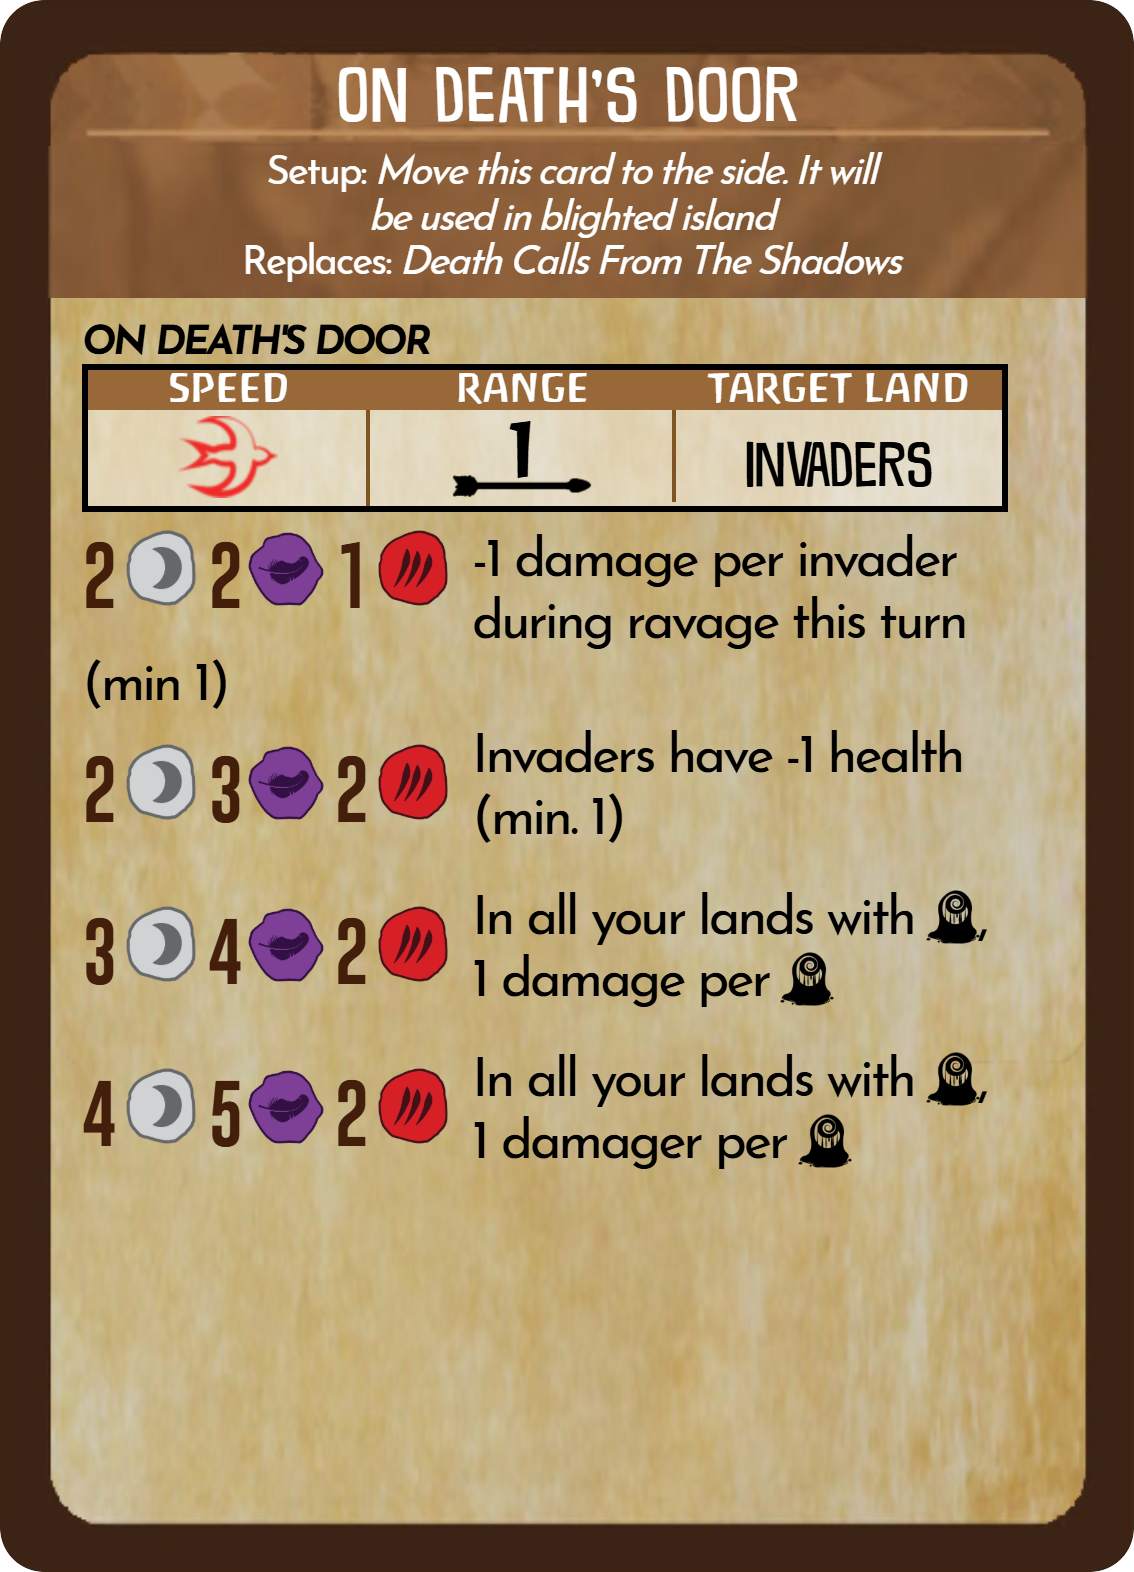 ON DEATH'S DOOR
Setup: Move this card to the side. It will
be used in blighted island
Replaces: Death Calls From The Shadows
ON DEATH'S DOOR
SPEED RANGE TARGET LAND
1 INVADERS
2 2 1 -1 damage per invader
during ravage this turn
(min 1)
2 3 2 Invaders have -1 health
(min. 1)
3 4 2 In all your lands with ,
1 damage per
4 5 2 In all your lands with ,
1 damager per